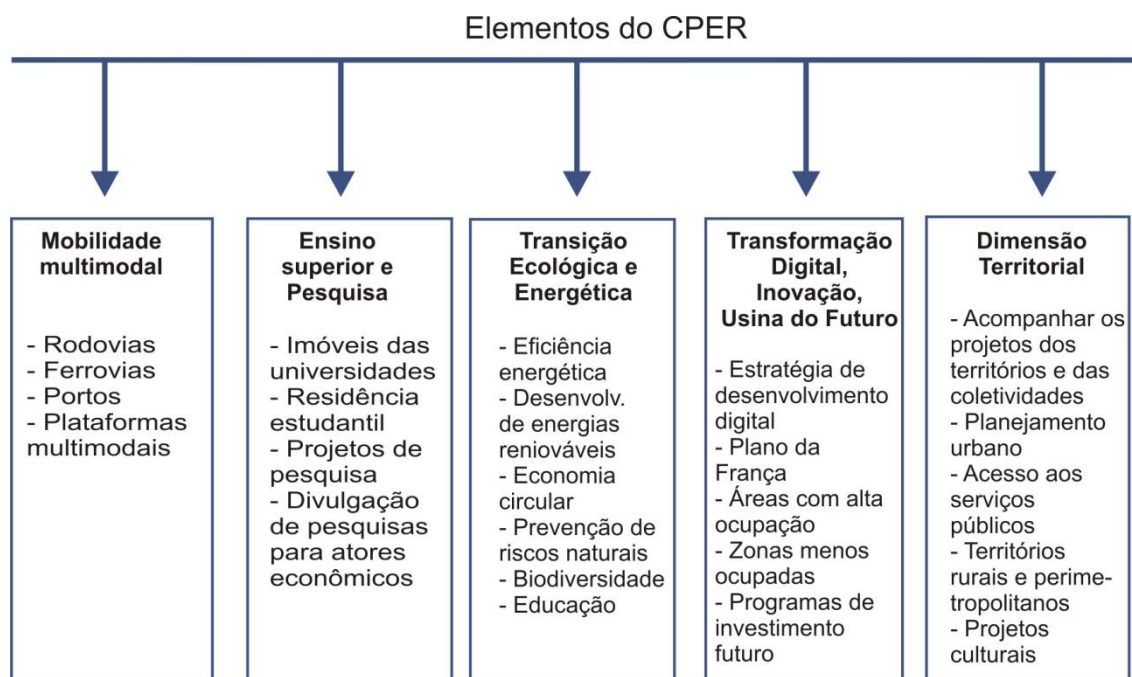 Elementos do CPER
Mobilidade
multimodal
- Rodovias
- Ferrovias
- Portos
- Plataformas
multimodais
Ensino
superior e
Pesquisa
- Imóveis das
universidades
- Residência
estudantil
- Projetos de
pesquisa
- Divulgação
de pesquisas
para atores
econômicos
Transição
Ecológica e
Energética
- Eficiência
energética
- Desenvolv.
de energias
reniováveis
- Economia
circular
- Prevenção de
riscos naturais
- Biodiversidade
- Educação
Transformação
Digital,
Inovação,
Usina do Futuro
- Estratégia de
desenvolvimento
digital
- Plano da
França
- Áreas com alta
ocupação
- Zonas menos
ocupadas
- Programas de
investimento
futuro
Dimensão
Territorial
- Acompanhar os
projetos dos
territórios e das
coletividades
- Planejamento
urbano
- Acesso aos
serviços
públicos
- Territórios
rurais e perime-
tropolitanos
- Projetos
culturais